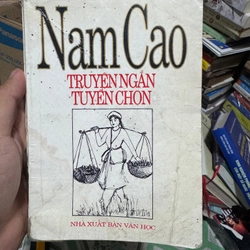 Nam Cao
TRUYỆN NGẮN
TUYỂN CHỌN
NHÀ XUẤT BẢN VĂN HỌC